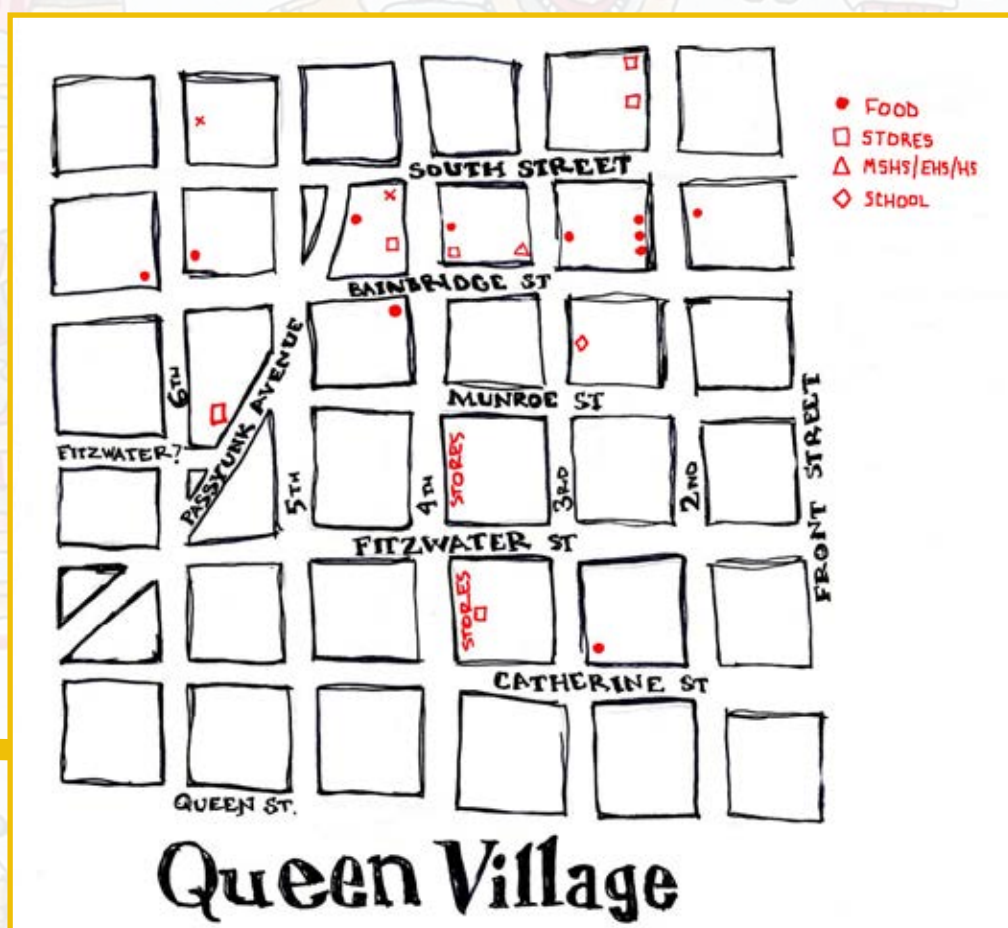 FOOD
STORES
MSHS/EHS/HS
SCHOOL
SOUTH STREET
BAINBRIDGE ST
6TH
PASSYUNK AVENUE
MUNROE ST
FRONT STREET
FITZWATER?
5TH
4TH
STORES
3RD
2ND
FITZWATER ST
STORES
CATHERINE ST
QUEEN ST.
Queen Village